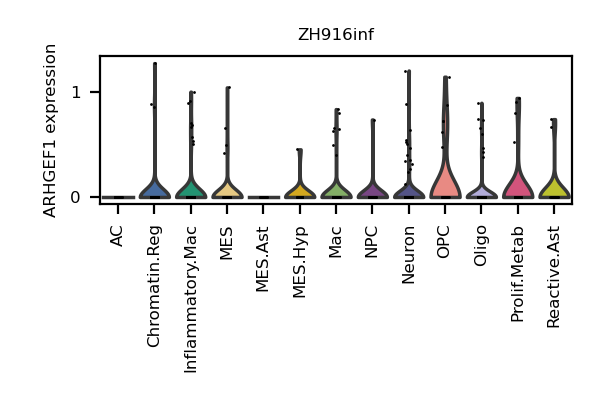 ZH916inf
ARHGEF1 expression
1
0
AC
Chromatin.Reg
Inflammatory.Mac
MES
MES.Ast
MES.Hyp
Mac
NPC
Neuron
OPC
Oligo
Prolif.Metab
Reactive.Ast